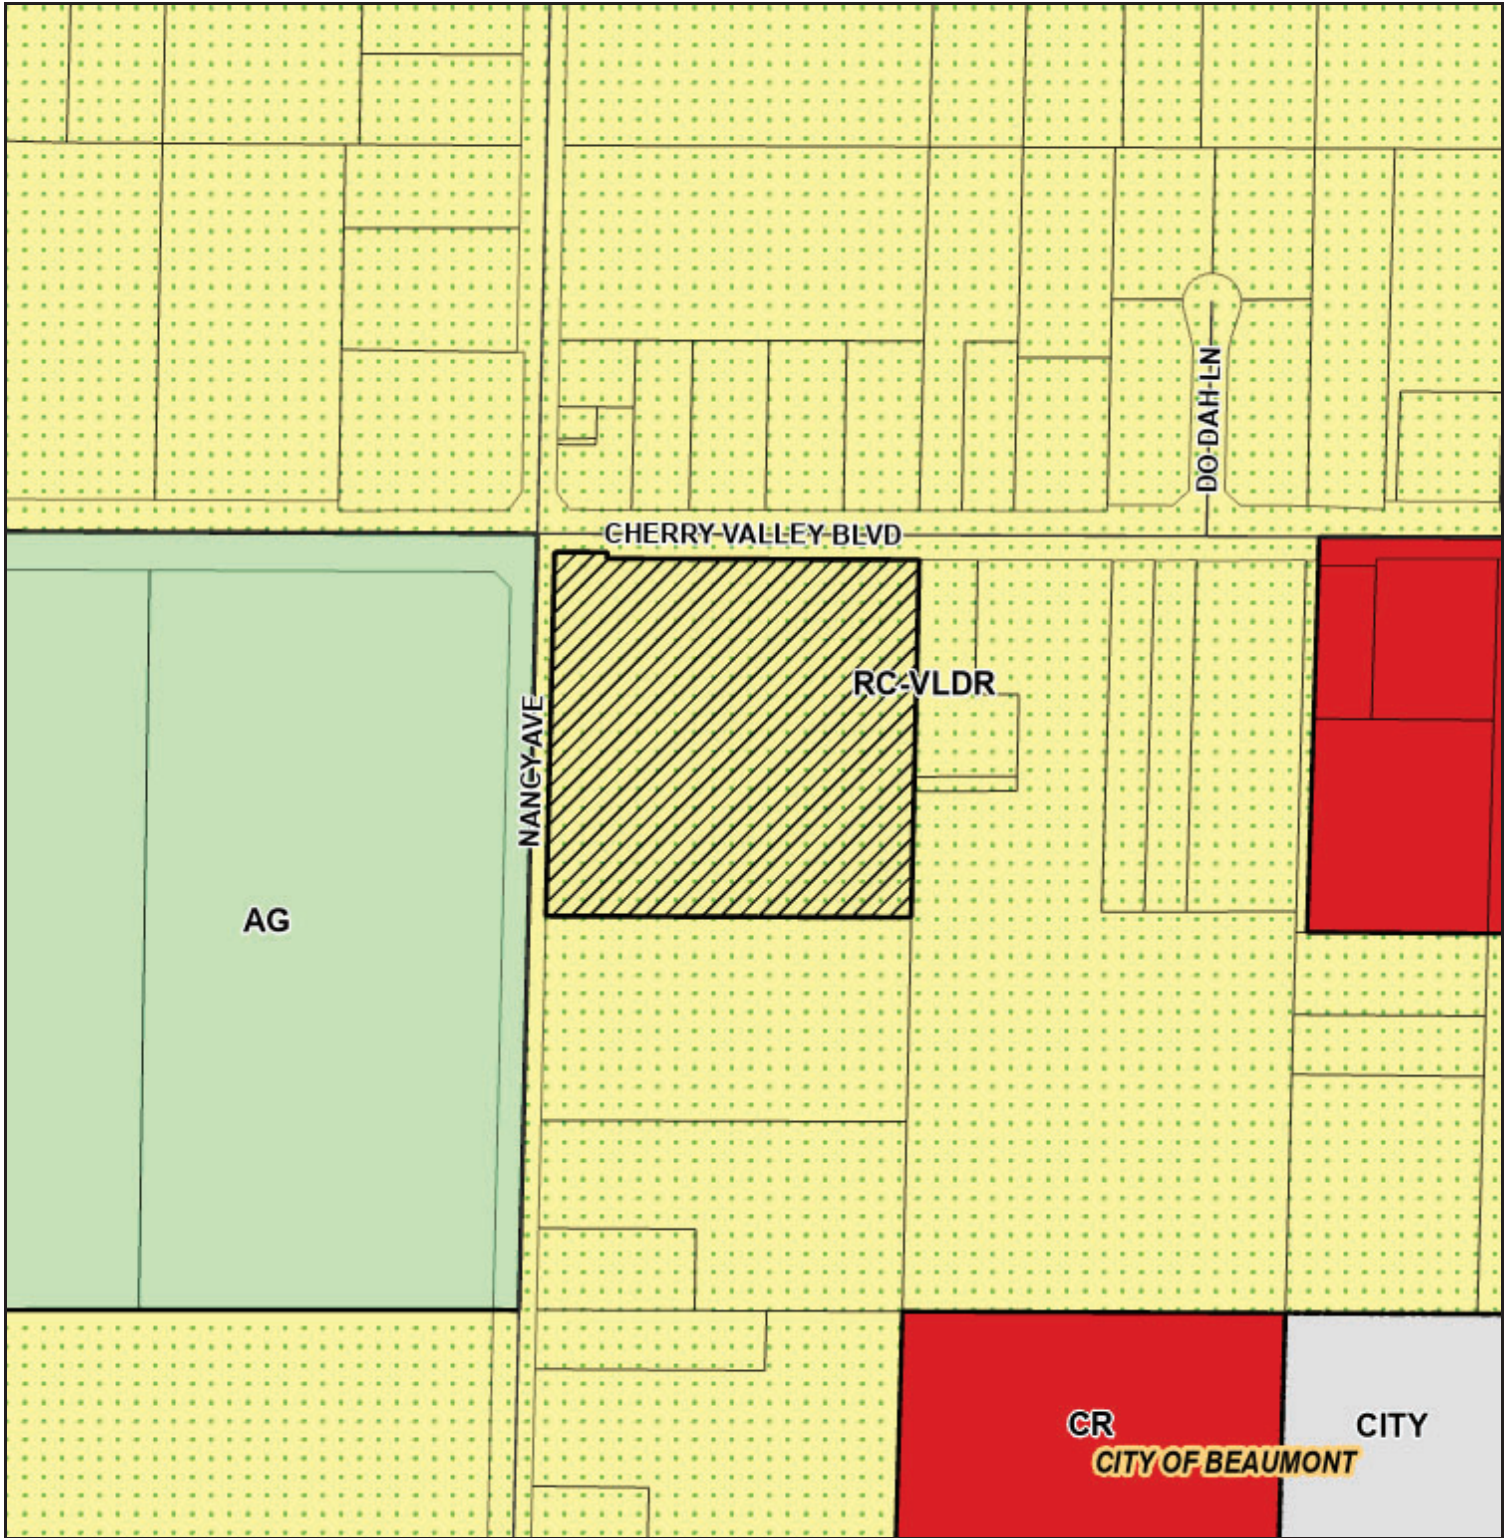 DO-DAH-LN
CHERRY VALLEY BLVD
RC-VLDR
NANCY-AVE
AG
CR
CITY
CITY OF BEAUMONT